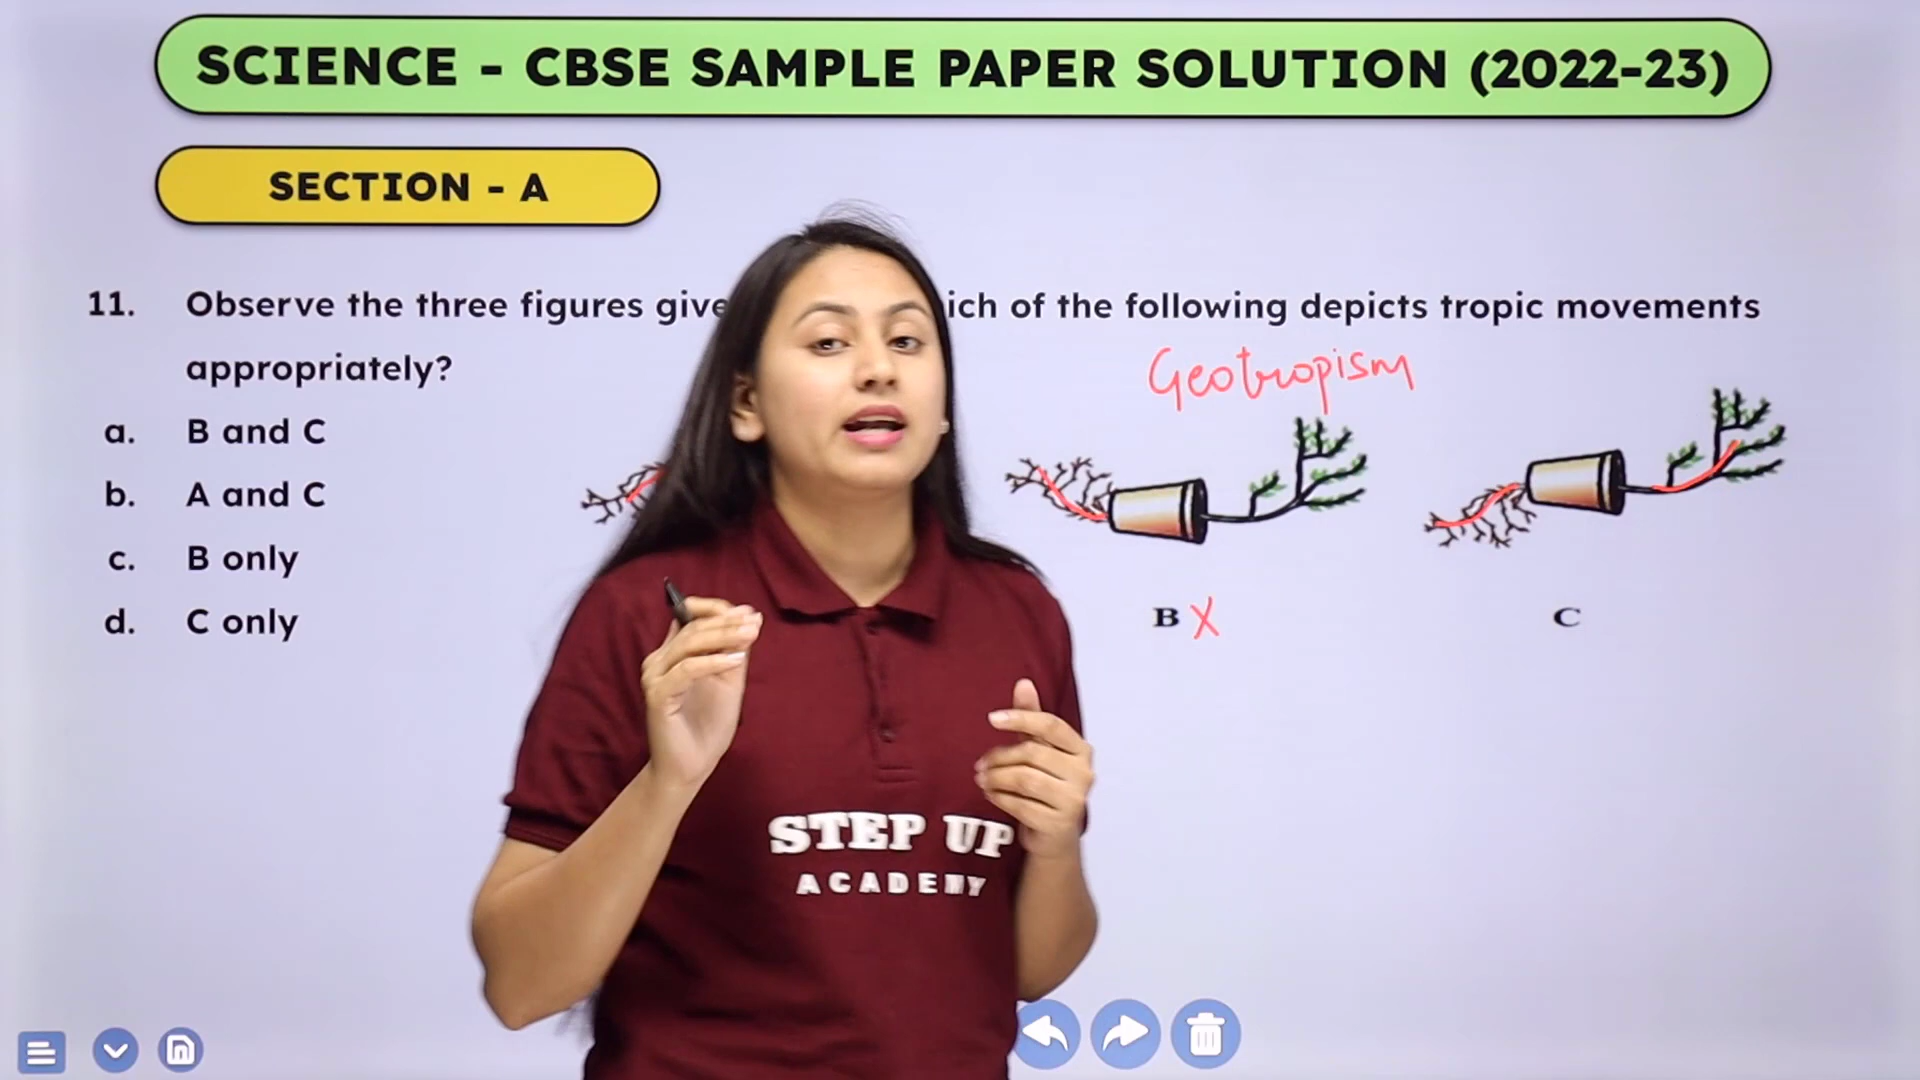 SCIENCE - CBSE SAMPLE PAPER SOLUTION (2022-23)
SECTION - A
11. Observe the three figures give ich of the following depicts tropic movements
appropriately?
Geotropism
a. B and C
b. A and C
c. B only
d. C only
B X
C
STEP UP
ACADEMY